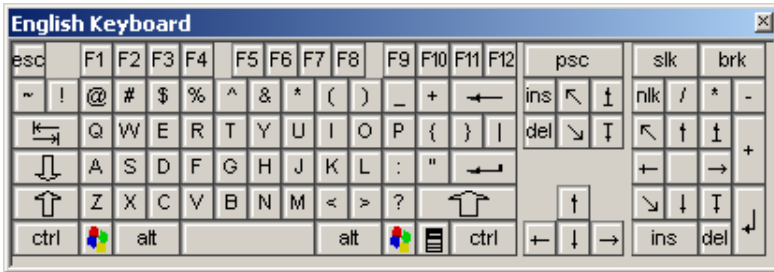 English Keyboard
esc F1 F2 F3 F4 F5 F6 F7 F8 F9 F10 F11 F12 psc slk brk
~ ! @ # $ % ^ & * ( ) _ + ← ins ↖ ↥ nlk / * -
↹ Q W E R T Y U I O P { } | del ↘ ↧ ↖ ↑ ↥ +
⇩ A S D F G H J K L : " ↵ ← →
⇧ Z X C V B N M < > ? ⇧ ↑ ↘ ↓ ↧ ↵
ctrl alt alt ctrl ← ↓ → ins del